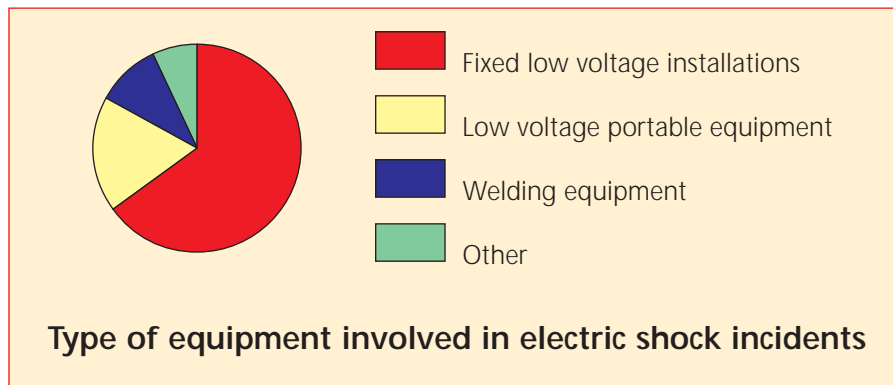 Fixed low voltage installations
Low voltage portable equipment
Welding equipment
Other
Type of equipment involved in electric shock incidents